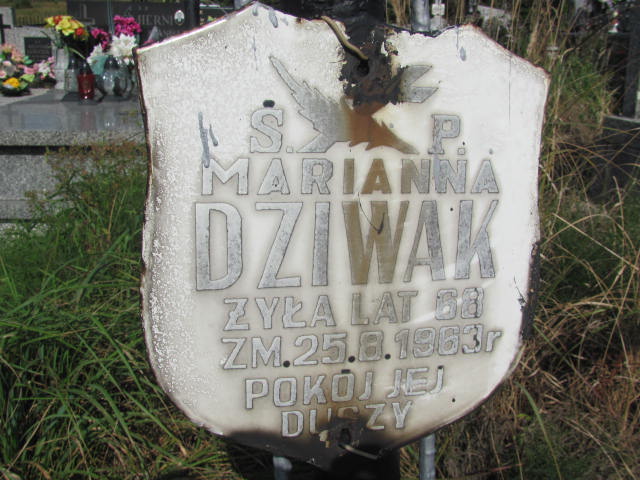 Ś. P.
MARIANNA
DZIWAK
ŻYŁA LAT 68
ZM. 25.8.1963r
POKÓJ JEJ
DUSZY